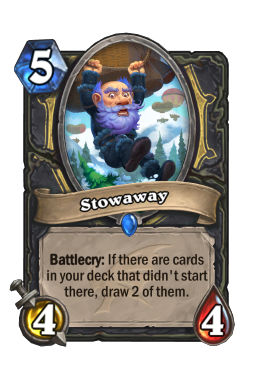 5
Stowaway
Battlecry: If there are cards
in your deck that didn't start
there, draw 2 of them.
4 4